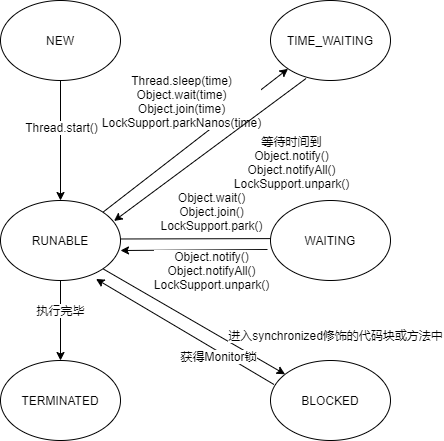 NEW
TIME_WAITING
Thread.sleep(time)
Object.wait(time)
Object.join(time)
LockSupport.parkNanos(time)
Thread.start()
等待时间到
Object.notify()
Object.notifyAll()
LockSupport.unpark()
Object.wait()
Object.join()
LockSupport.park()
RUNABLE
WAITING
Object.notify()
Object.notifyAll()
LockSupport.unpark()
执行完毕
进入synchronized修饰的代码块或方法中
获得Monitor锁
TERMINATED
BLOCKED